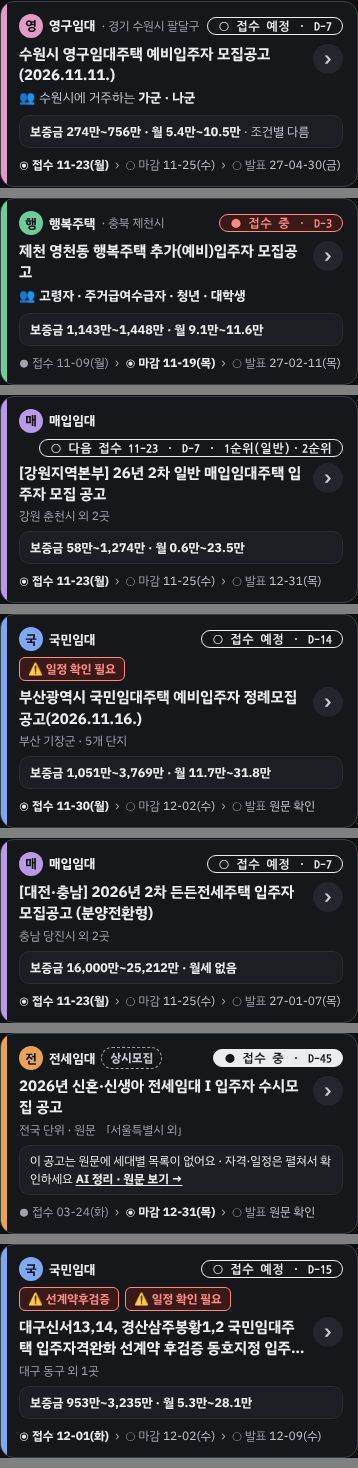 영 영구임대 · 경기 수원시 팔달구 ○ 접수 예정 · D-7
수원시 영구임대주택 예비입주자 모집공고
(2026.11.11.)
👥 수원시에 거주하는 가군 · 나군
보증금 274만~756만 · 월 5.4만~10.5만 · 조건별 다름
◉ 접수 11-23(월) › ○ 마감 11-25(수) › ○ 발표 27-04-30(금)
행 행복주택 · 충북 제천시 ● 접수 중 · D-3
제천 영천동 행복주택 추가(예비)입주자 모집공
고
👥 고령자 · 주거급여수급자 · 청년 · 대학생
보증금 1,143만~1,448만 · 월 9.1만~11.6만
● 접수 11-09(월) › ◉ 마감 11-19(목) › ○ 발표 27-02-11(목)
매 매입임대
○ 다음 접수 11-23 · D-7 · 1순위(일반)·2순위
[강원지역본부] 26년 2차 일반 매입임대주택 입
주자 모집 공고
강원 춘천시 외 2곳
보증금 58만~1,274만 · 월 0.6만~23.5만
◉ 접수 11-23(월) › ○ 마감 11-25(수) › ○ 발표 12-31(목)
국 국민임대 ○ 접수 예정 · D-14
⚠️ 일정 확인 필요
부산광역시 국민임대주택 예비입주자 정례모집
공고(2026.11.16.)
부산 기장군 · 5개 단지
보증금 1,051만~3,769만 · 월 11.7만~31.8만
◉ 접수 11-30(월) › ○ 마감 12-02(수) › ○ 발표 원문 확인
매 매입임대 ○ 접수 예정 · D-7
[대전·충남] 2026년 2차 든든전세주택 입주자
모집공고 (분양전환형)
충남 당진시 외 2곳
보증금 16,000만~25,212만 · 월세 없음
◉ 접수 11-23(월) › ○ 마감 11-25(수) › ○ 발표 27-01-07(목)
전 전세임대 상시모집 ● 접수 중 · D-45
2026년 신혼·신생아 전세임대 I 입주자 수시모
집 공고
전국 단위 · 원문 「서울특별시 외」
이 공고는 원문에 세대별 목록이 없어요 · 자격·일정은 펼쳐서 확
인하세요 AI 정리 · 원문 보기 →
● 접수 03-24(화) › ◉ 마감 12-31(목) › ○ 발표 원문 확인
국 국민임대 ○ 접수 예정 · D-15
⚠️ 선계약후검증 ⚠️ 일정 확인 필요
대구신서13,14, 경산삼주봉황1,2 국민임대주
택 입주자격완화 선계약 후검증 동호지정 입주...
대구 동구 외 1곳
보증금 953만~3,235만 · 월 5.3만~28.1만
◉ 접수 12-01(화) › ○ 마감 12-02(수) › ○ 발표 12-09(수)